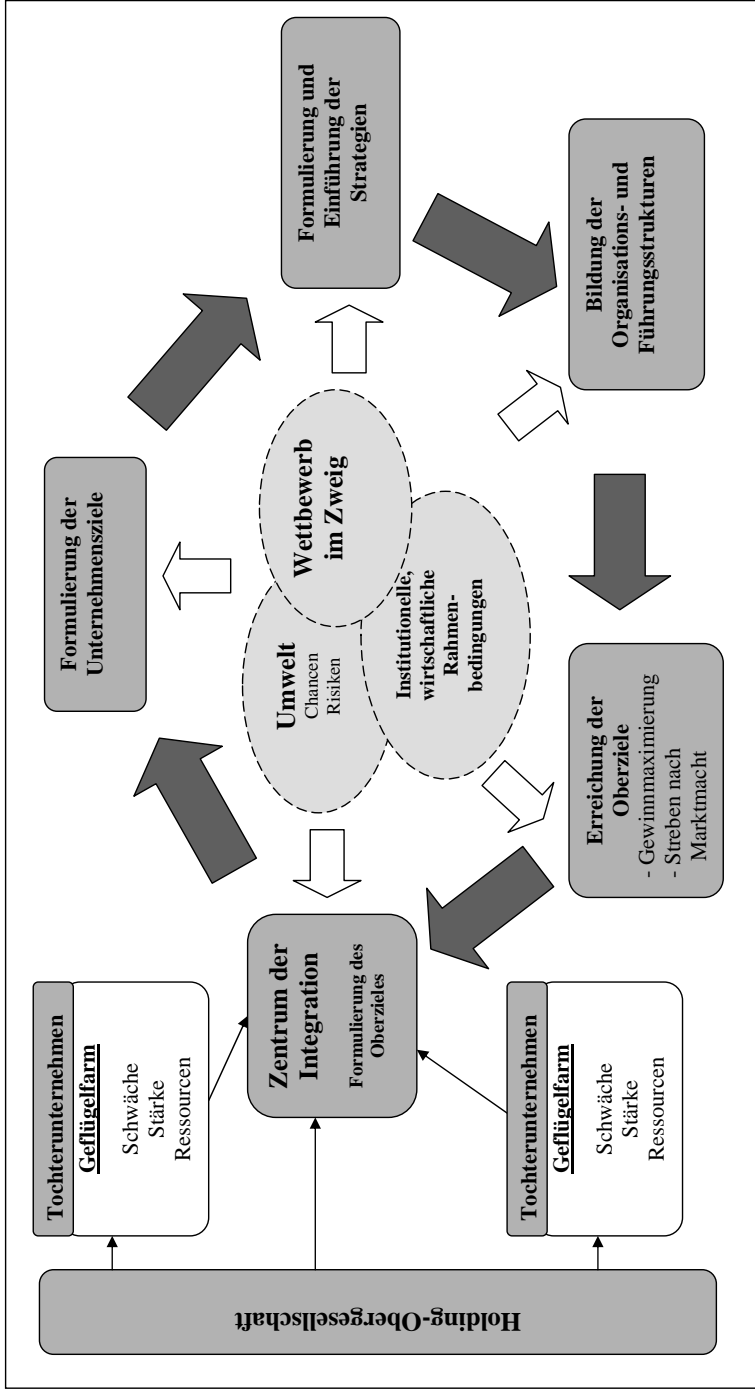 Holding-Obergesellschaft
Tochterunternehmen
Geflügelfarm
Schwäche
Stärke
Ressourcen
Tochterunternehmen
Geflügelfarm
Schwäche
Stärke
Ressourcen
Zentrum der
Integration
Formulierung des
Oberzieles
Formulierung der
Unternehmensziele
Umwelt
Chancen
Risiken
Wettbewerb
im Zweig
Institutionelle,
wirtschaftliche
Rahmen-
bedingungen
Formulierung und
Einführung der
Strategien
Bildung der
Organisations- und
Führungsstrukturen
Erreichung der
Oberziele
- Gewinnmaximierung
- Streben nach
Marktmacht